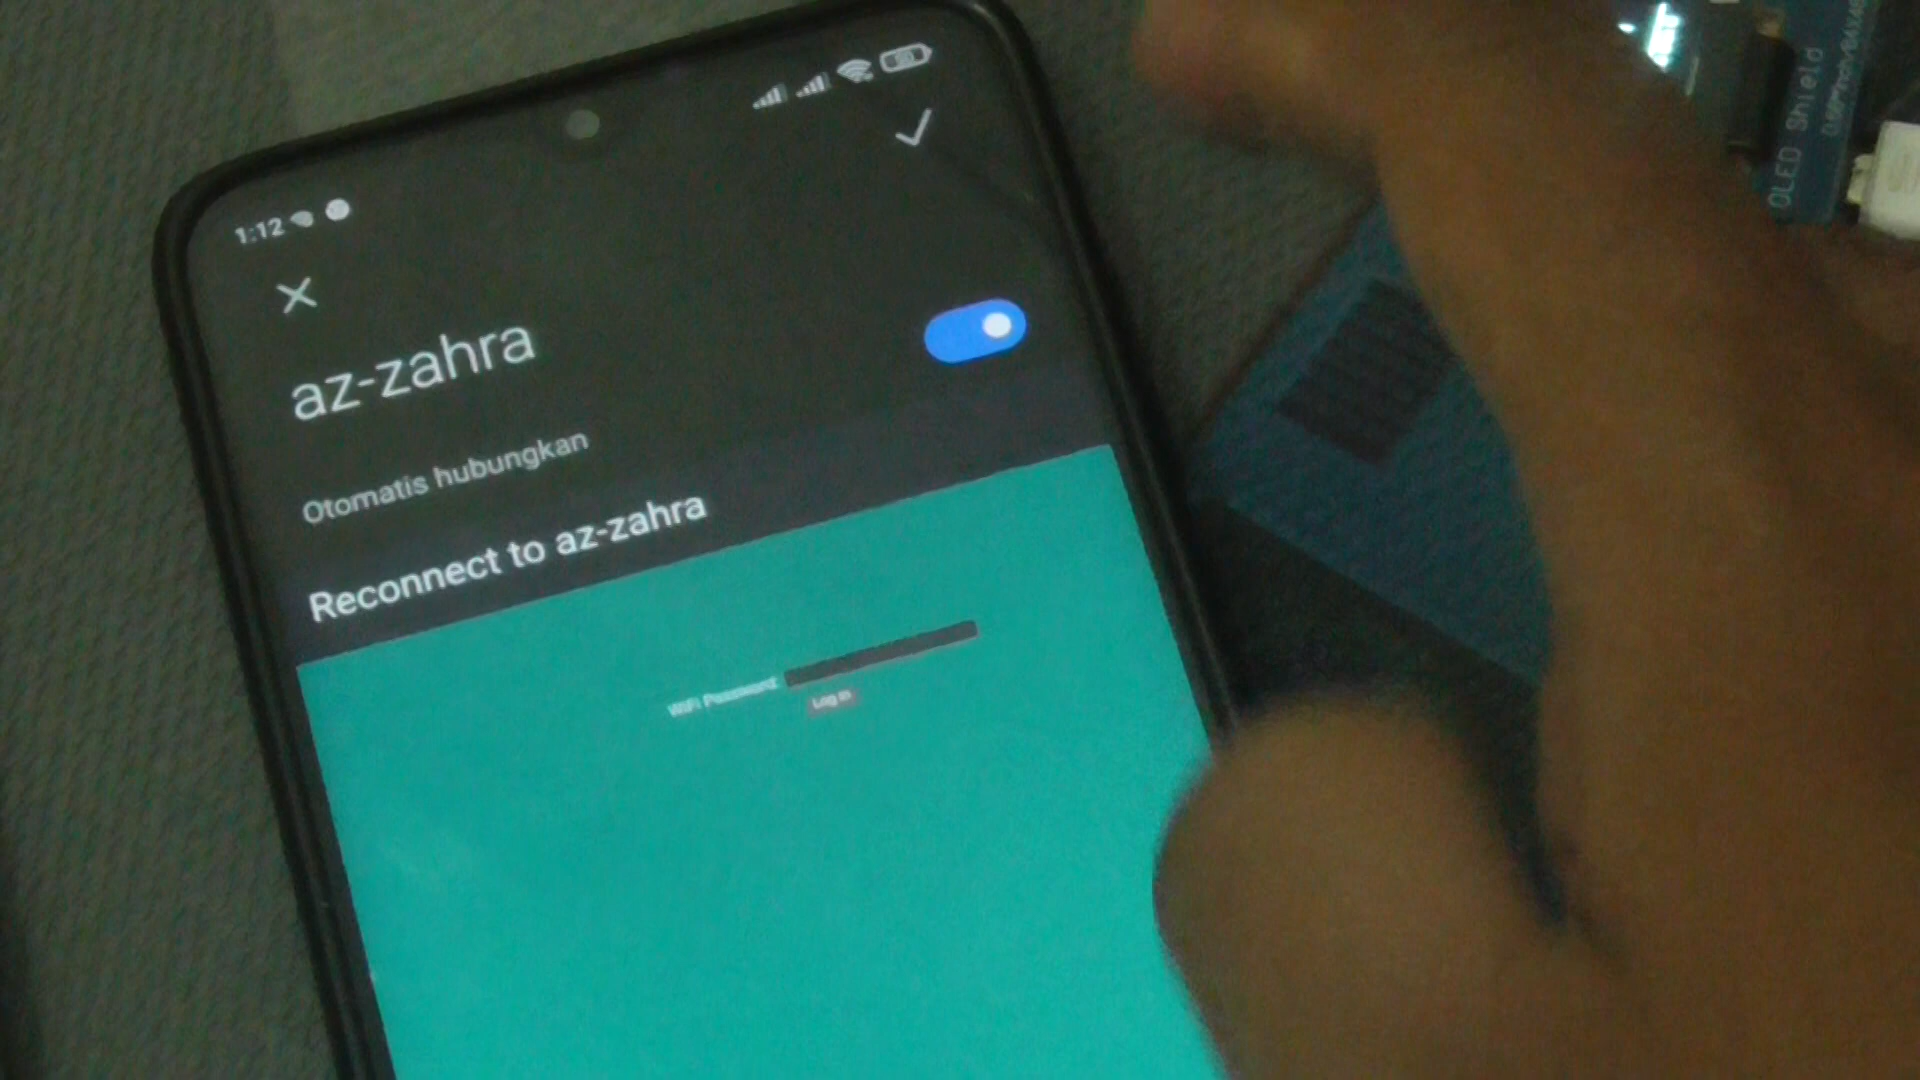 1:12
az-zahra
Otomatis hubungkan
Reconnect to az-zahra
WiFi Password:
Log in
OLED Shield